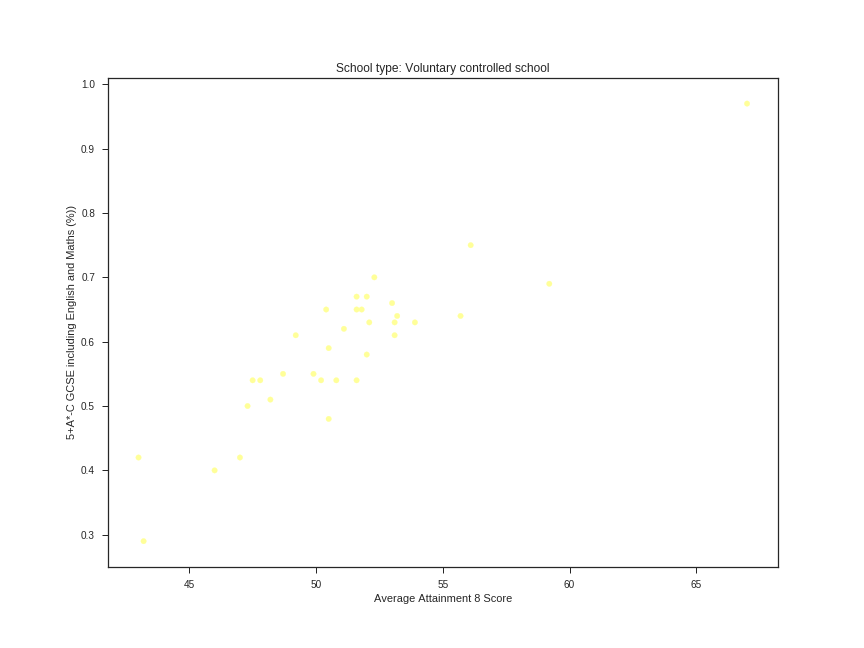 School type: Voluntary controlled school
1.0
0.9
0.8
0.7
0.6
0.5
0.4
0.3
5+A*-C GCSE including English and Maths (%))
45 50 55 60 65
Average Attainment 8 Score